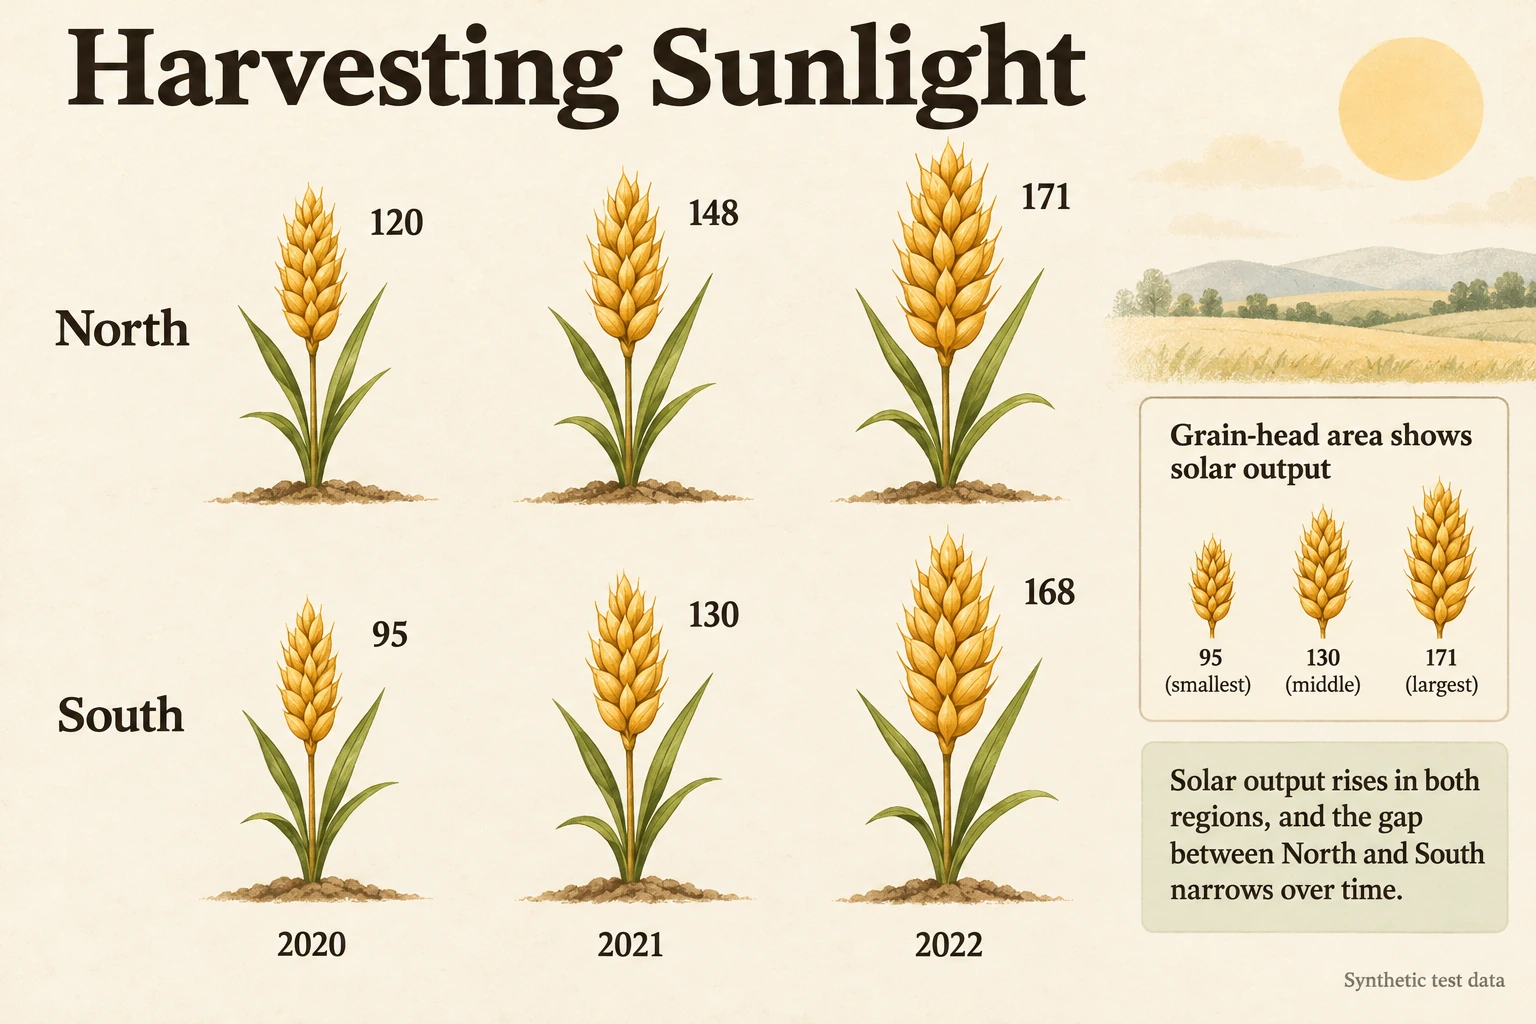 Harvesting Sunlight
North
120
148
171
South
95
130
168
2020
2021
2022
Grain-head area shows
solar output
95
(smallest)
130
(middle)
171
(largest)
Solar output rises in both
regions, and the gap
between North and South
narrows over time.
Synthetic test data